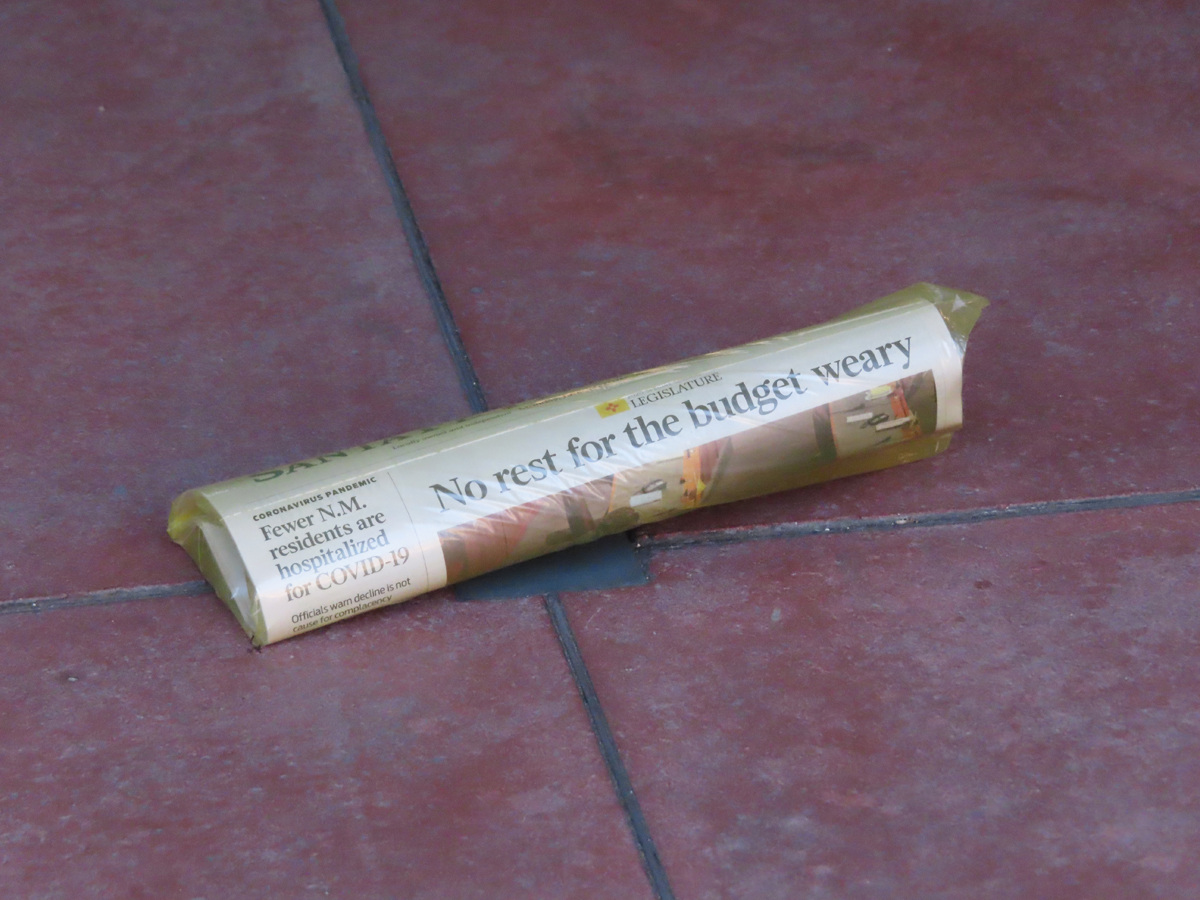 SANTA
LEGISLATURE
No rest for the budget weary
CORONAVIRUS PANDEMIC
Fewer N.M.
residents are
hospitalized
for COVID-19
Officials warn decline is not
cause for complacency